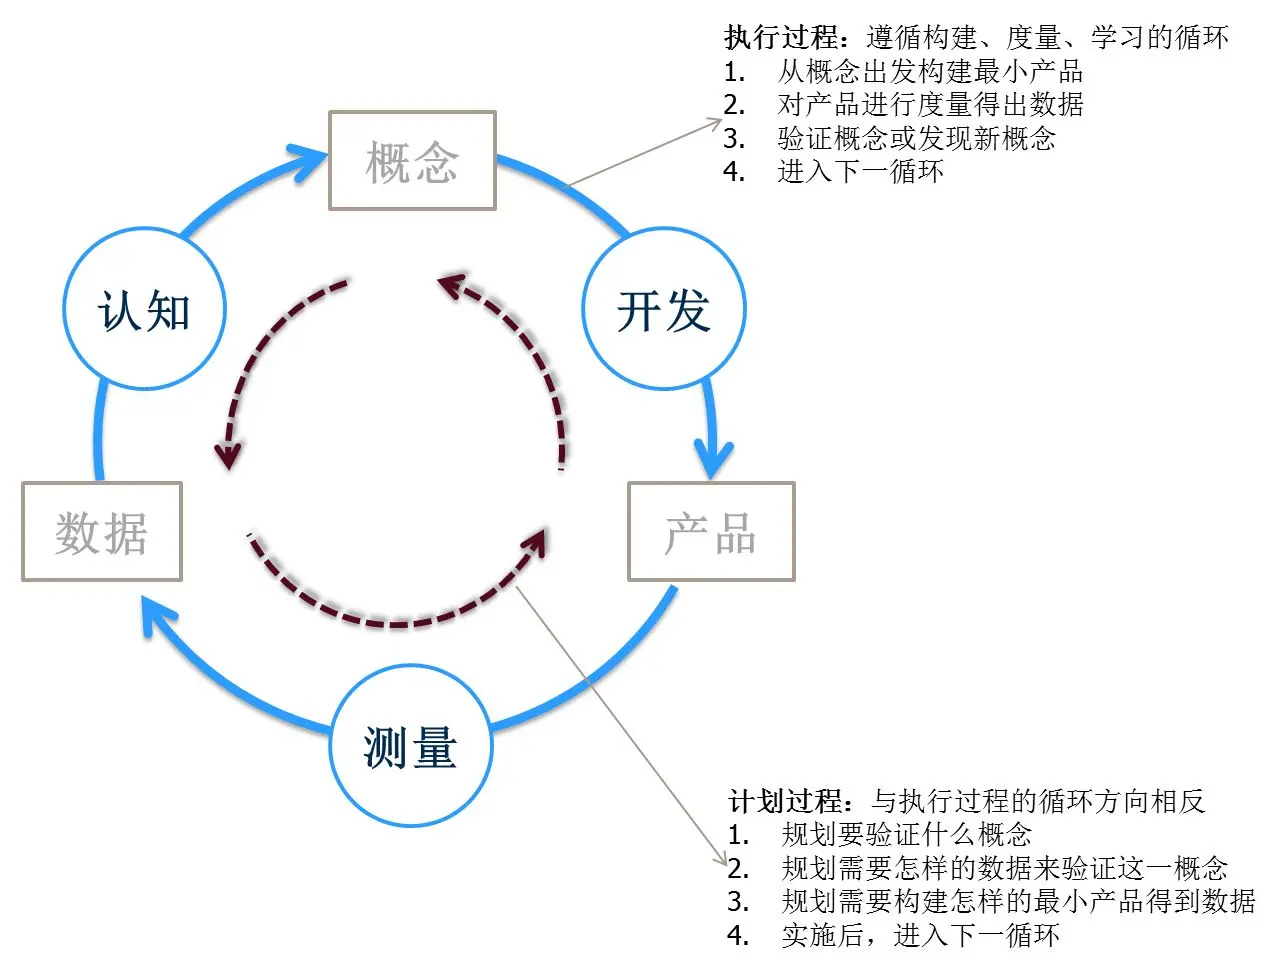 执行过程：遵循构建、度量、学习的循环
1. 从概念出发构建最小产品
2. 对产品进行度量得出数据
3. 验证概念或发现新概念
4. 进入下一循环
概念
认知
开发
数据
产品
测量
计划过程：与执行过程的循环方向相反
1. 规划要验证什么概念
2. 规划需要怎样的数据来验证这一概念
3. 规划需要构建怎样的最小产品得到数据
4. 实施后，进入下一循环